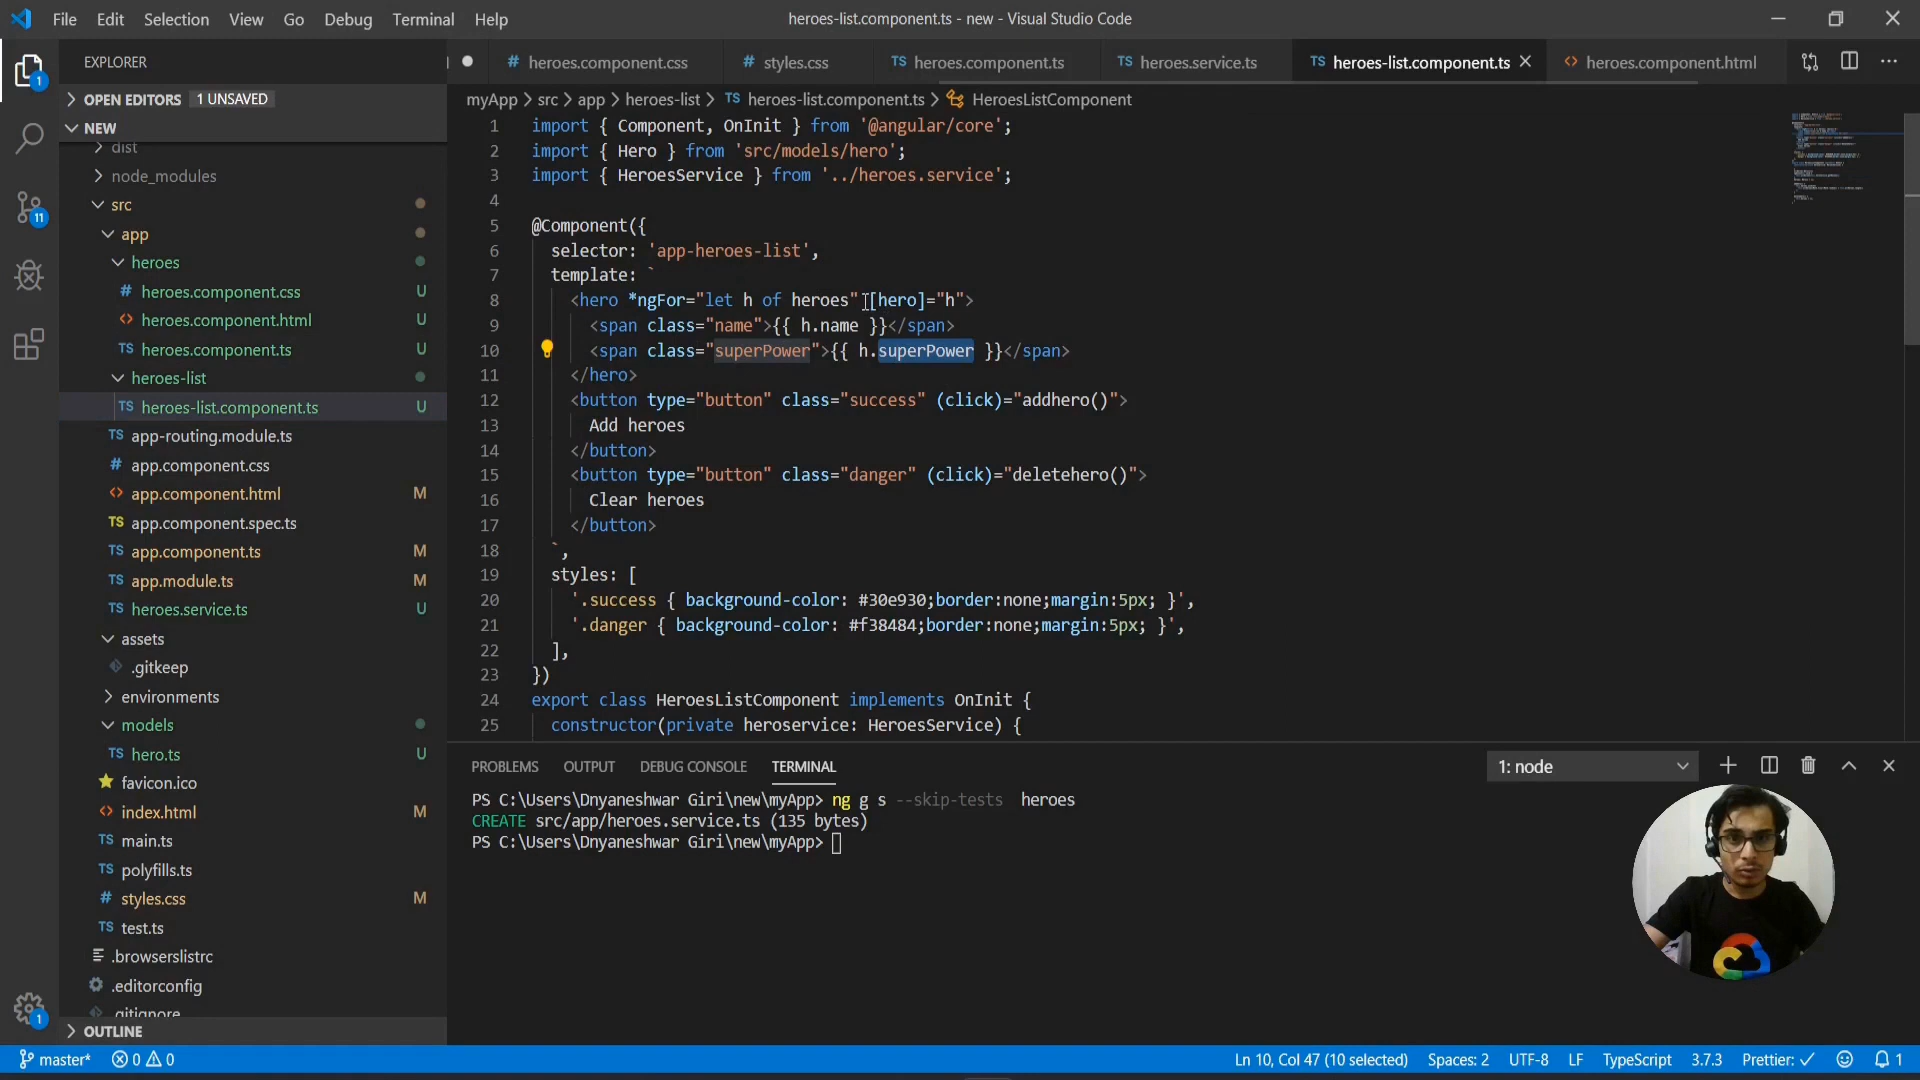 File Edit Selection View Go Debug Terminal Help
heroes-list.component.ts - new - Visual Studio Code
EXPLORER
heroes.component.css
styles.css
TS heroes.component.ts
TS heroes.service.ts
TS heroes-list.component.ts
heroes.component.html
OPEN EDITORS 1 UNSAVED
NEW
dist
node_modules
src
app
heroes
heroes.component.css U
heroes.component.html U
TS heroes.component.ts U
heroes-list
TS heroes-list.component.ts U
TS app-routing.module.ts
app.component.css
app.component.html M
TS app.component.spec.ts
TS app.component.ts M
TS app.module.ts M
TS heroes.service.ts U
assets
.gitkeep
environments
models
TS hero.ts U
favicon.ico
index.html M
TS main.ts
TS polyfills.ts
styles.css M
TS test.ts
.browserslistrc
.editorconfig
.gitignore
OUTLINE
1
11
1
myApp > src > app > heroes-list > TS heroes-list.component.ts > HeroesListComponent
1 import { Component, OnInit } from '@angular/core';
2 import { Hero } from 'src/models/hero';
3 import { HeroesService } from '../heroes.service';
4
5 @Component({
6 selector: 'app-heroes-list',
7 template: `
8 <hero *ngFor="let h of heroes" [hero]="h">
9 <span class="name">{{ h.name }}</span>
10 <span class="superPower">{{ h.superPower }}</span>
11 </hero>
12 <button type="button" class="success" (click)="addhero()">
13 Add heroes
14 </button>
15 <button type="button" class="danger" (click)="deletehero()">
16 Clear heroes
17 </button>
18 `,
19 styles: [
20 '.success { background-color: #30e930;border:none;margin:5px; }',
21 '.danger { background-color: #f38484;border:none;margin:5px; }',
22 ],
23 })
24 export class HeroesListComponent implements OnInit {
25 constructor(private heroservice: HeroesService) {
PROBLEMS OUTPUT DEBUG CONSOLE TERMINAL
1: node
PS C:\Users\Dnyaneshwar Giri\new\myApp> ng g s --skip-tests heroes
CREATE src/app/heroes.service.ts (135 bytes)
PS C:\Users\Dnyaneshwar Giri\new\myApp>
master* 0 0
Ln 10, Col 47 (10 selected) Spaces: 2 UTF-8 LF TypeScript 3.7.3 Prettier: ✓ 1